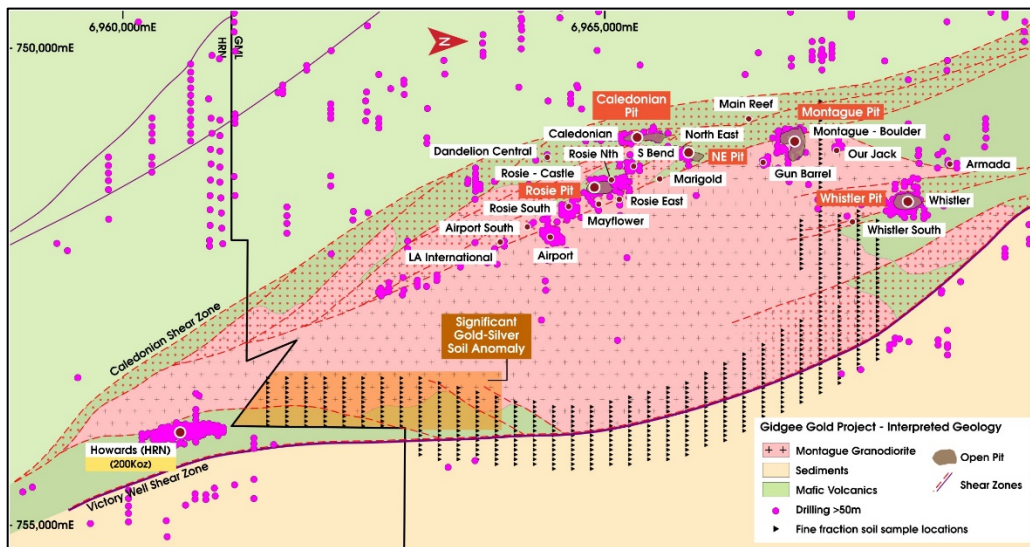 6,960,000mE
6,965,000mE
750,000mE
GML
HRN
N
Caledonian
Pit
Main Reef
Montague Pit
Caledonian
North East
Montague - Boulder
Dandelion Central
Rosie Nth
S Bend
NE Pit
Our Jack
Rosie - Castle
Marigold
Gun Barrel
Armada
Rosie Pit
Rosie East
Whistler Pit
Whistler
Rosie South
Mayflower
Whistler South
Airport South
LA International
Airport
Caledonian Shear Zone
Significant
Gold-Silver
Soil Anomaly
Howards (HRN)
(200Koz)
Victory Well Shear Zone
755,000mE
Gidgee Gold Project - Interpreted Geology
Montague Granodiorite
Open Pit
Sediments
Shear Zones
Mafic Volcanics
Drilling >50m
Fine fraction soil sample locations